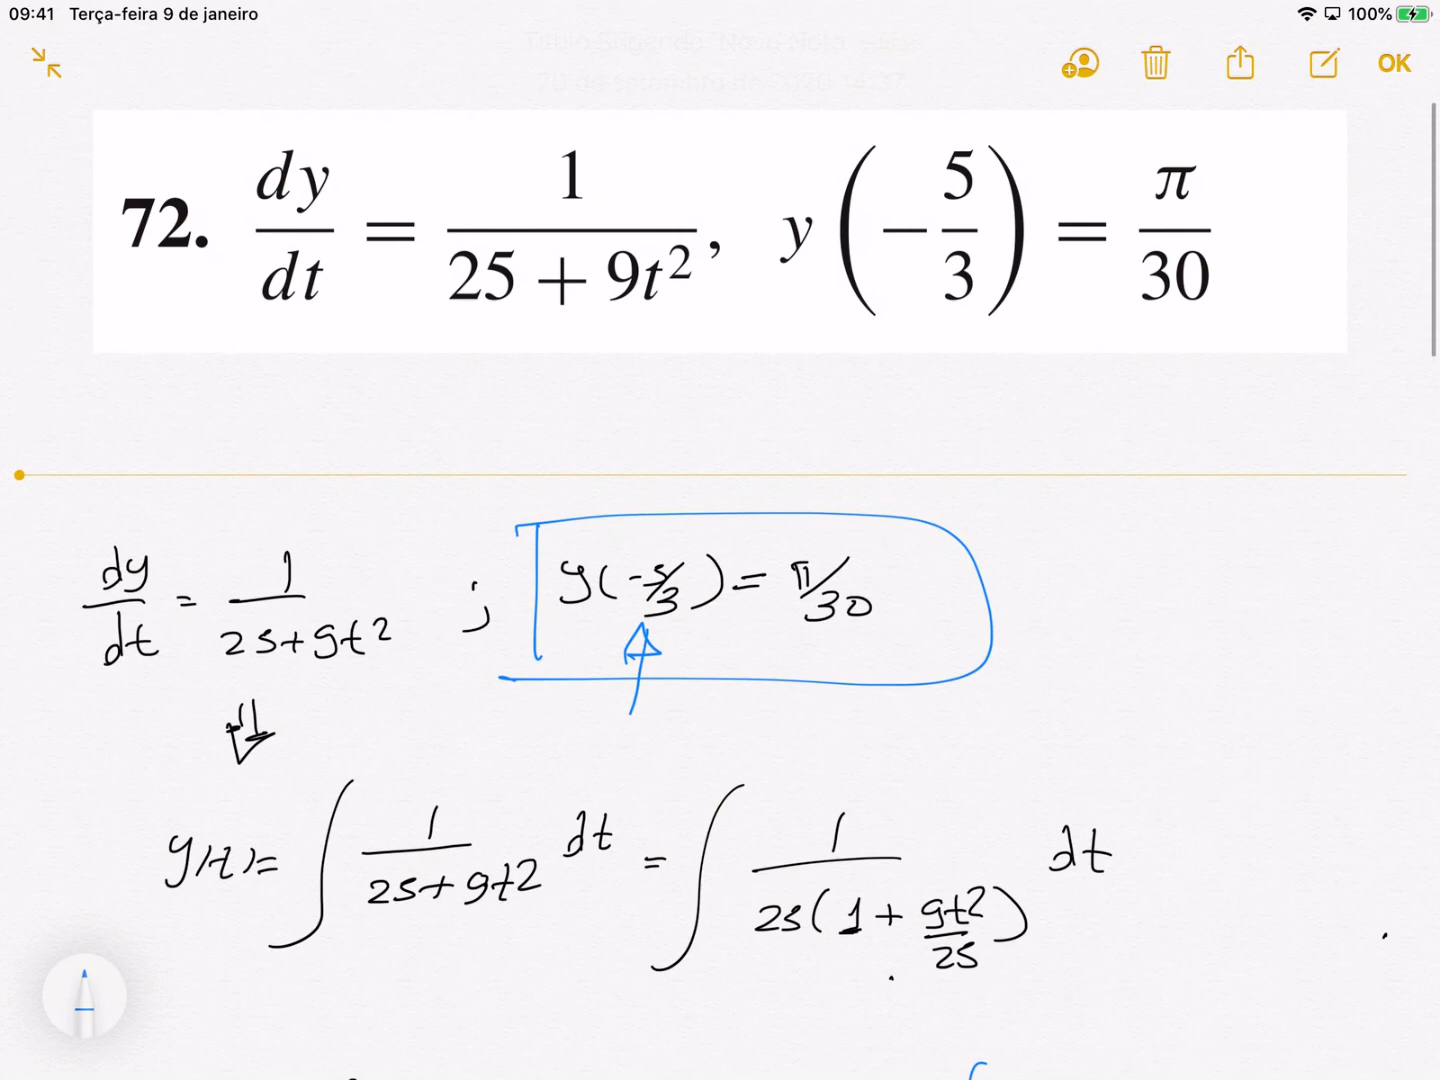 09:41 Terça-feira 9 de janeiro 100%
OK
72. dy/dt = 1/(25 + 9t²), y(−5/3) = π/30
dy/dt = 1/(25+9t²) ; y(-5/3) = π/30
y(t) = ∫ 1/(25+9t²) dt = ∫ 1/(25(1+9t²/25)) dt